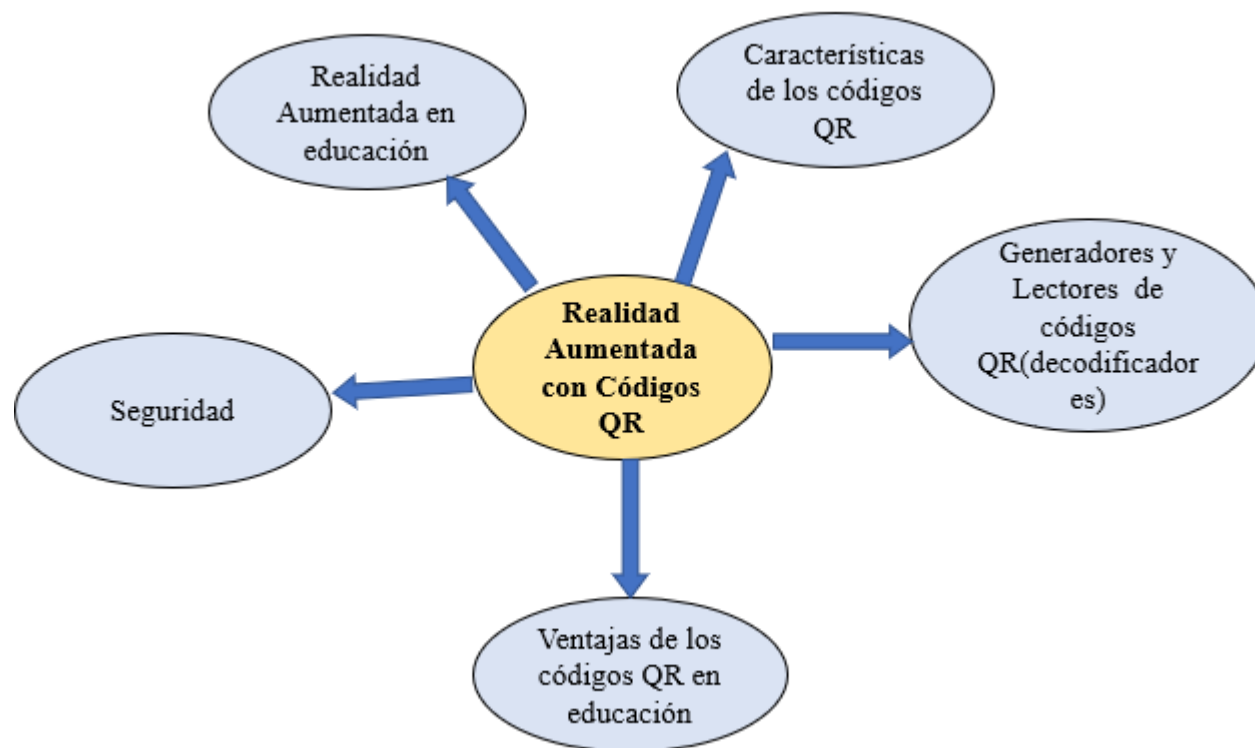 Realidad
Aumentada en
educación
Características
de los códigos
QR
Generadores y
Lectores de
códigos
QR(decodificador
es)
Realidad
Aumentada
con Códigos
QR
Seguridad
Ventajas de los
códigos QR en
educación